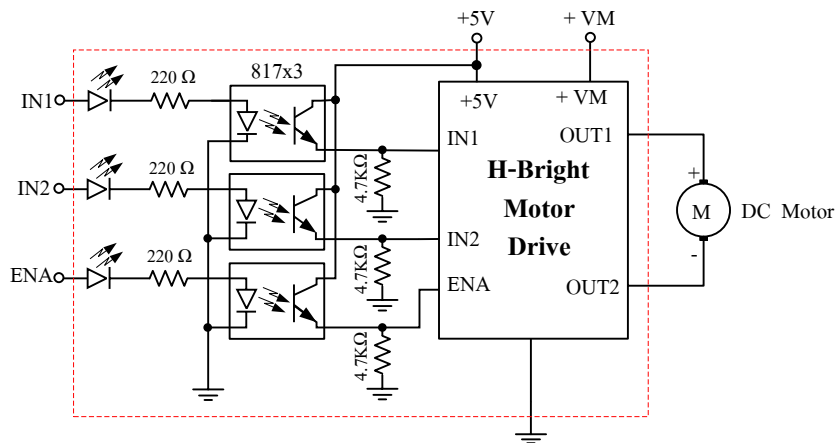 +5V
+ VM
817x3
IN1
220 Ω
+5V
+ VM
IN1
OUT1
4.7KΩ
H-Bright
Motor
Drive
+
M
DC Motor
-
IN2
220 Ω
IN2
4.7KΩ
ENA
220 Ω
ENA
OUT2
4.7KΩ